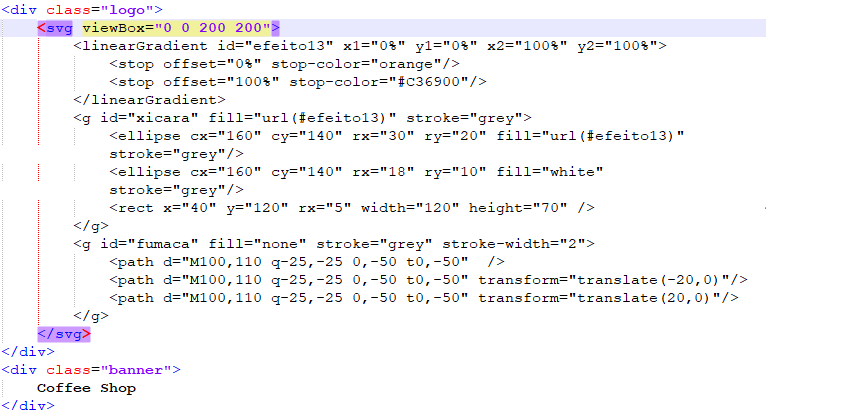 <div class="logo">
<svg viewBox="0 0 200 200">
<linearGradient id="efeito13" x1="0%" y1="0%" x2="100%" y2="100%">
<stop offset="0%" stop-color="orange"/>
<stop offset="100%" stop-color="#C36900"/>
</linearGradient>
<g id="xicara" fill="url(#efeito13)" stroke="grey">
<ellipse cx="160" cy="140" rx="30" ry="20" fill="url(#efeito13)"
stroke="grey"/>
<ellipse cx="160" cy="140" rx="18" ry="10" fill="white"
stroke="grey"/>
<rect x="40" y="120" rx="5" width="120" height="70" />
</g>
<g id="fumaca" fill="none" stroke="grey" stroke-width="2">
<path d="M100,110 q-25,-25 0,-50 t0,-50"  />
<path d="M100,110 q-25,-25 0,-50 t0,-50" transform="translate(-20,0)"/>
<path d="M100,110 q-25,-25 0,-50 t0,-50" transform="translate(20,0)"/>
</g>
</svg>
</div>
<div class="banner">
Coffee Shop
</div>